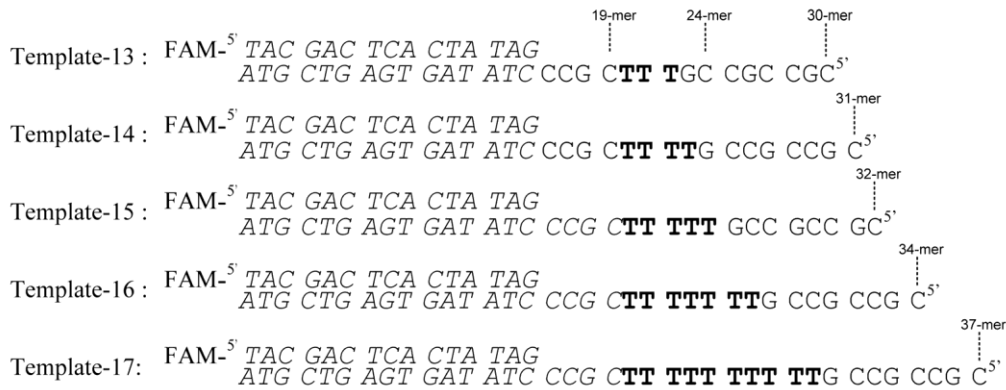 19-mer 24-mer 30-mer
Template-13 : FAM-5' TAC GAC TCA CTA TAG
ATG CTG AGT GAT ATC CCG CTT TGC CGC CGC5'
31-mer
Template-14 : FAM-5' TAC GAC TCA CTA TAG
ATG CTG AGT GAT ATC CCG CTT TTG CCG CCG C5'
32-mer
Template-15 : FAM-5' TAC GAC TCA CTA TAG
ATG CTG AGT GAT ATC CCG CTT TTT GCC GCC GC5'
34-mer
Template-16 : FAM-5' TAC GAC TCA CTA TAG
ATG CTG AGT GAT ATC CCG CTT TTT TTG CCG CCG C5'
37-mer
Template-17: FAM-5' TAC GAC TCA CTA TAG
ATG CTG AGT GAT ATC CCG CTT TTT TTT TTG CCG CCG C5'